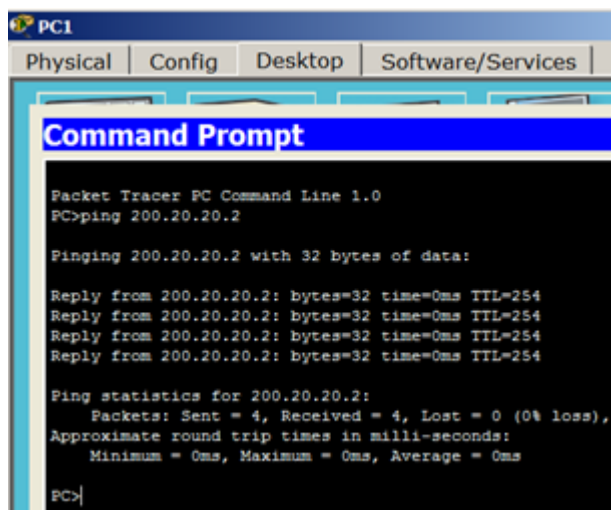 PC1
Physical Config Desktop Software/Services
Command Prompt
Packet Tracer PC Command Line 1.0
PC>ping 200.20.20.2
Pinging 200.20.20.2 with 32 bytes of data:
Reply from 200.20.20.2: bytes=32 time=0ms TTL=254
Reply from 200.20.20.2: bytes=32 time=0ms TTL=254
Reply from 200.20.20.2: bytes=32 time=0ms TTL=254
Reply from 200.20.20.2: bytes=32 time=0ms TTL=254
Ping statistics for 200.20.20.2:
Packets: Sent = 4, Received = 4, Lost = 0 (0% loss),
Approximate round trip times in milli-seconds:
Minimum = 0ms, Maximum = 0ms, Average = 0ms
PC>